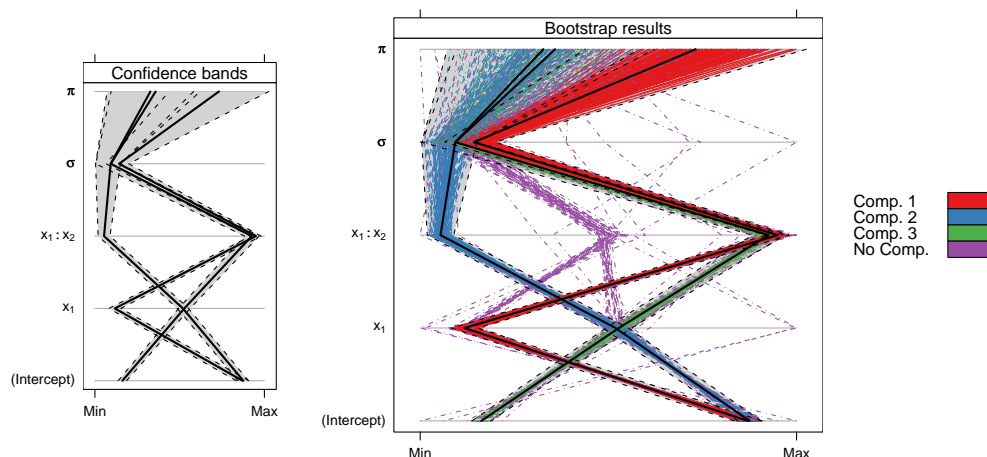 Confidence bands
π
σ
x₁ : x₂
x₁
(Intercept)
Min
Max
Bootstrap results
π
σ
x₁ : x₂
x₁
(Intercept)
Min
Max
Comp. 1
Comp. 2
Comp. 3
No Comp.